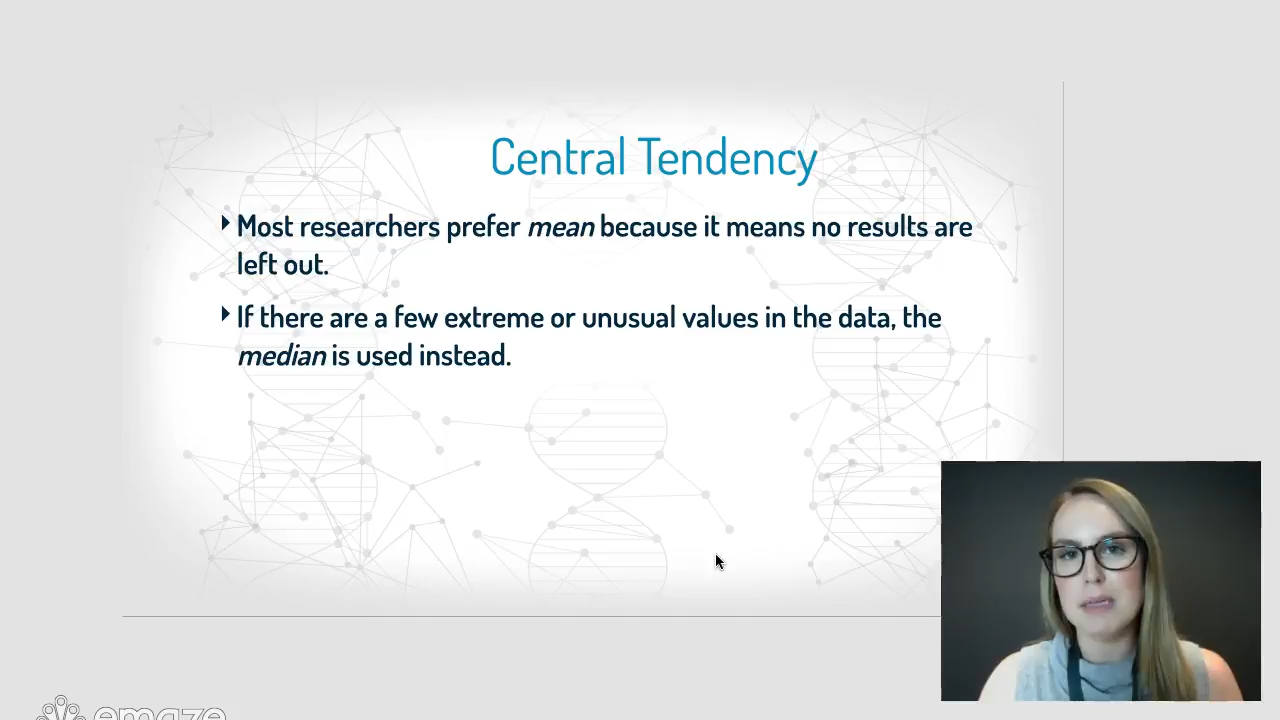 Central Tendency
Most researchers prefer mean because it means no results are
left out.
If there are a few extreme or unusual values in the data, the
median is used instead.
emaze